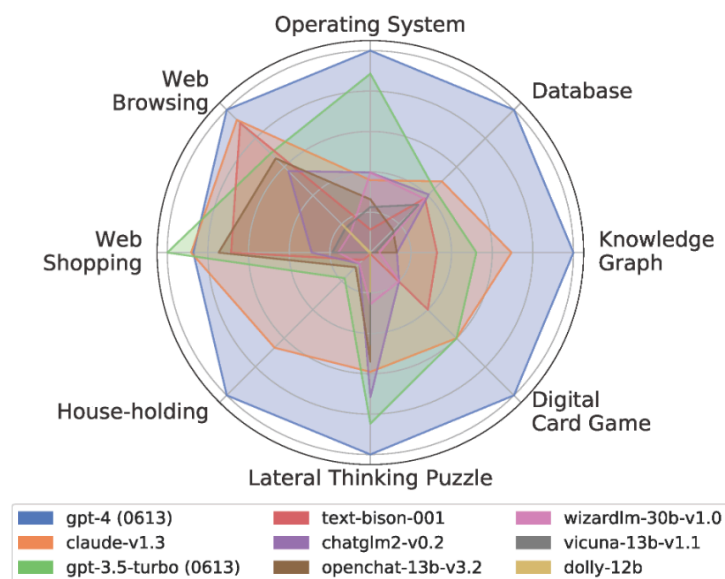 Operating System
Web
Browsing
Database
Web
Shopping
Knowledge
Graph
House-holding
Digital
Card Game
Lateral Thinking Puzzle
gpt-4 (0613)
text-bison-001
wizardlm-30b-v1.0
claude-v1.3
chatglm2-v0.2
vicuna-13b-v1.1
gpt-3.5-turbo (0613)
openchat-13b-v3.2
dolly-12b